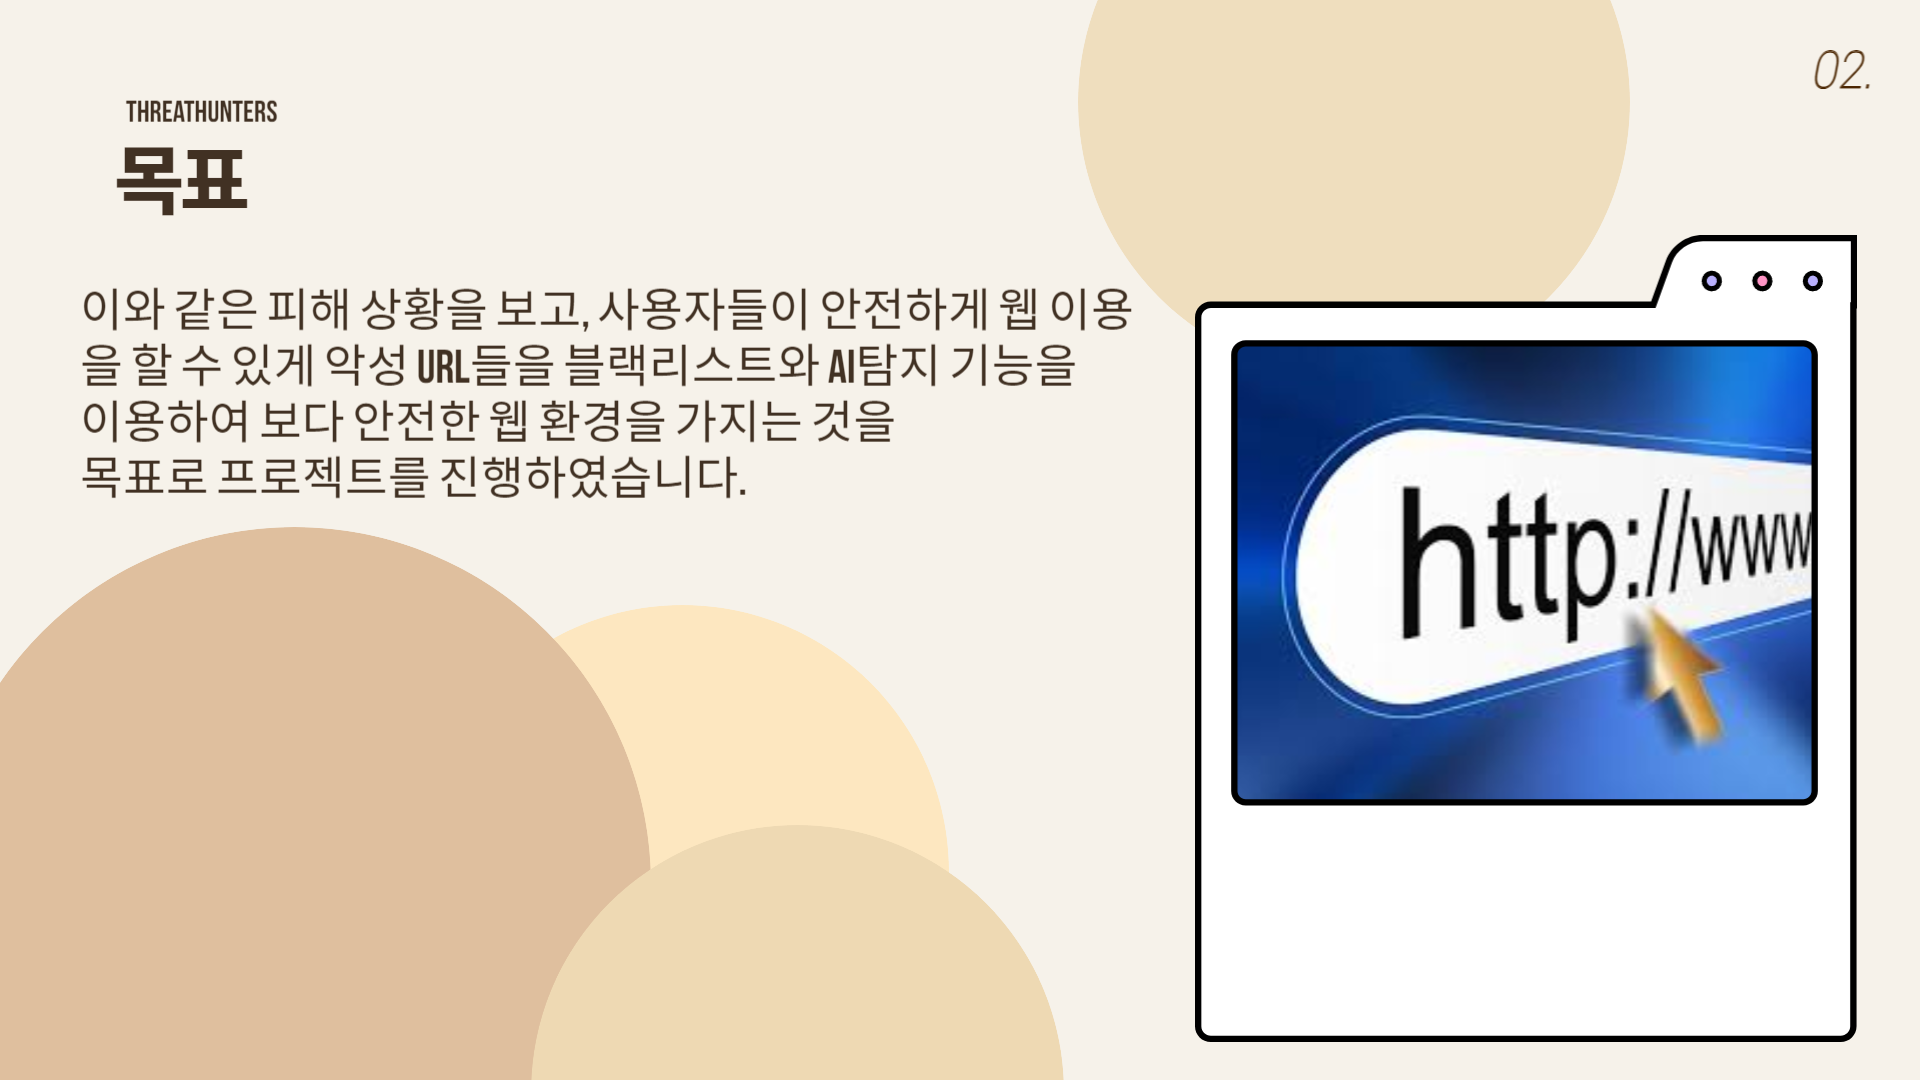 02.
THREATHUNTERS
목표
이와 같은 피해 상황을 보고, 사용자들이 안전하게 웹 이용
을 할 수 있게 악성 URL들을 블랙리스트와 AI탐지 기능을
이용하여 보다 안전한 웹 환경을 가지는 것을
목표로 프로젝트를 진행하였습니다.
http://www